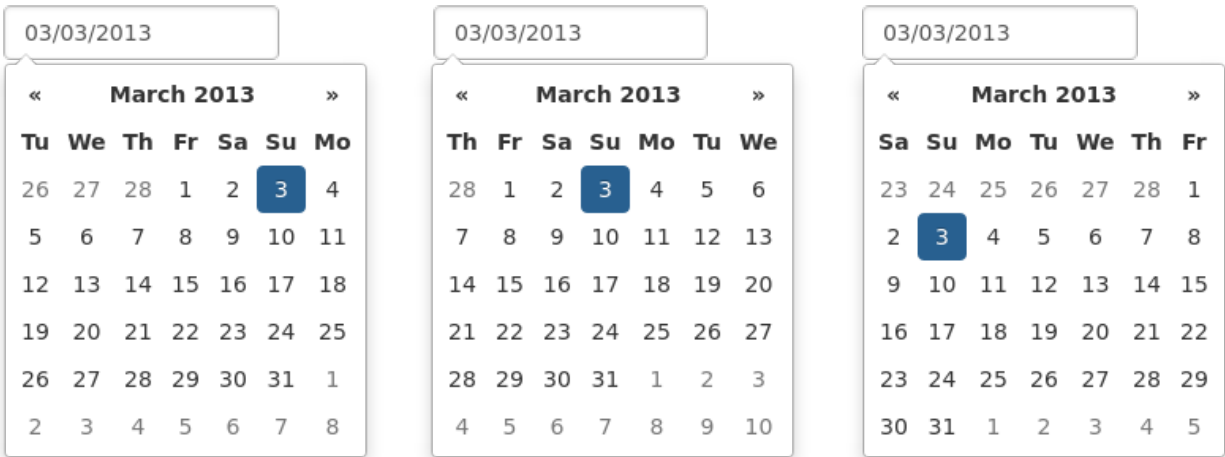 03/03/2013
« March 2013 »
Tu We Th Fr Sa Su Mo
26 27 28 1 2 3 4
5 6 7 8 9 10 11
12 13 14 15 16 17 18
19 20 21 22 23 24 25
26 27 28 29 30 31 1
2 3 4 5 6 7 8
03/03/2013
« March 2013 »
Th Fr Sa Su Mo Tu We
28 1 2 3 4 5 6
7 8 9 10 11 12 13
14 15 16 17 18 19 20
21 22 23 24 25 26 27
28 29 30 31 1 2 3
4 5 6 7 8 9 10
03/03/2013
« March 2013 »
Sa Su Mo Tu We Th Fr
23 24 25 26 27 28 1
2 3 4 5 6 7 8
9 10 11 12 13 14 15
16 17 18 19 20 21 22
23 24 25 26 27 28 29
30 31 1 2 3 4 5